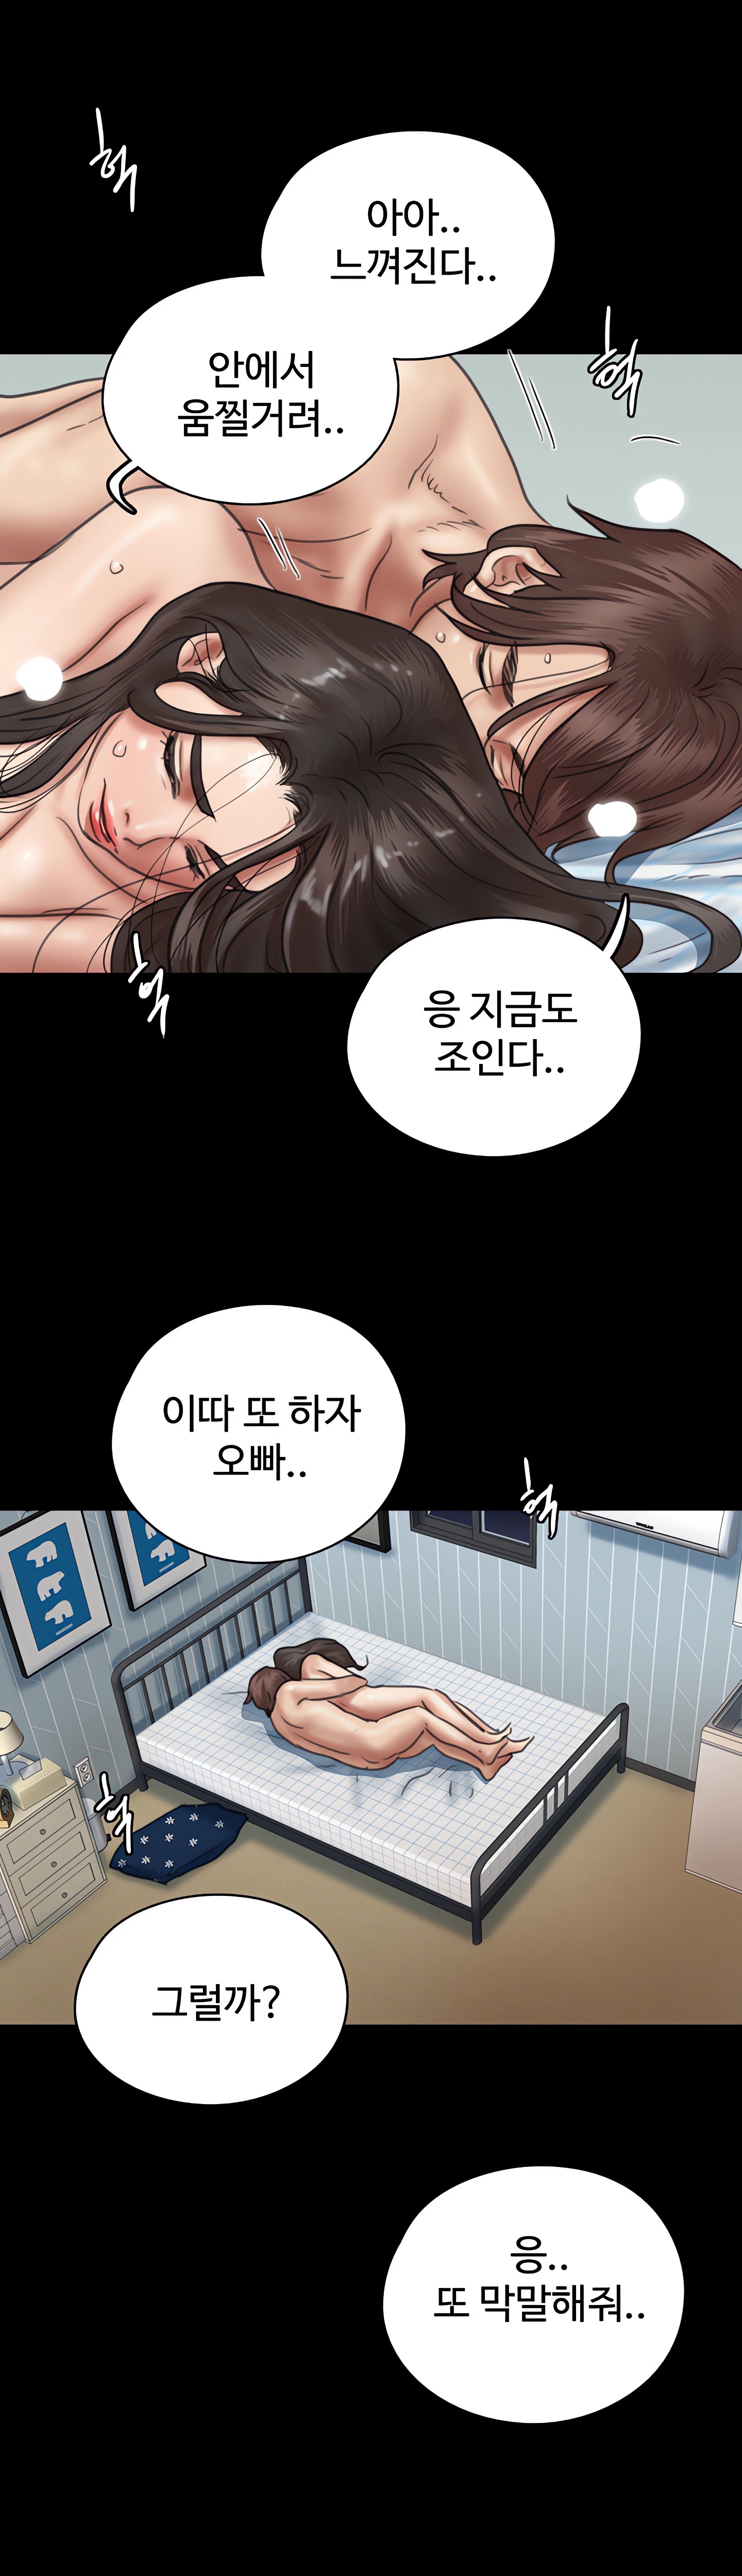 헉
아아..
느껴진다..
안에서
움찔거려..
헉
헉
응 지금도
조인다..
이따 또 하자
오빠..
헉
헉
그럴까?
응..
또 막말해줘..